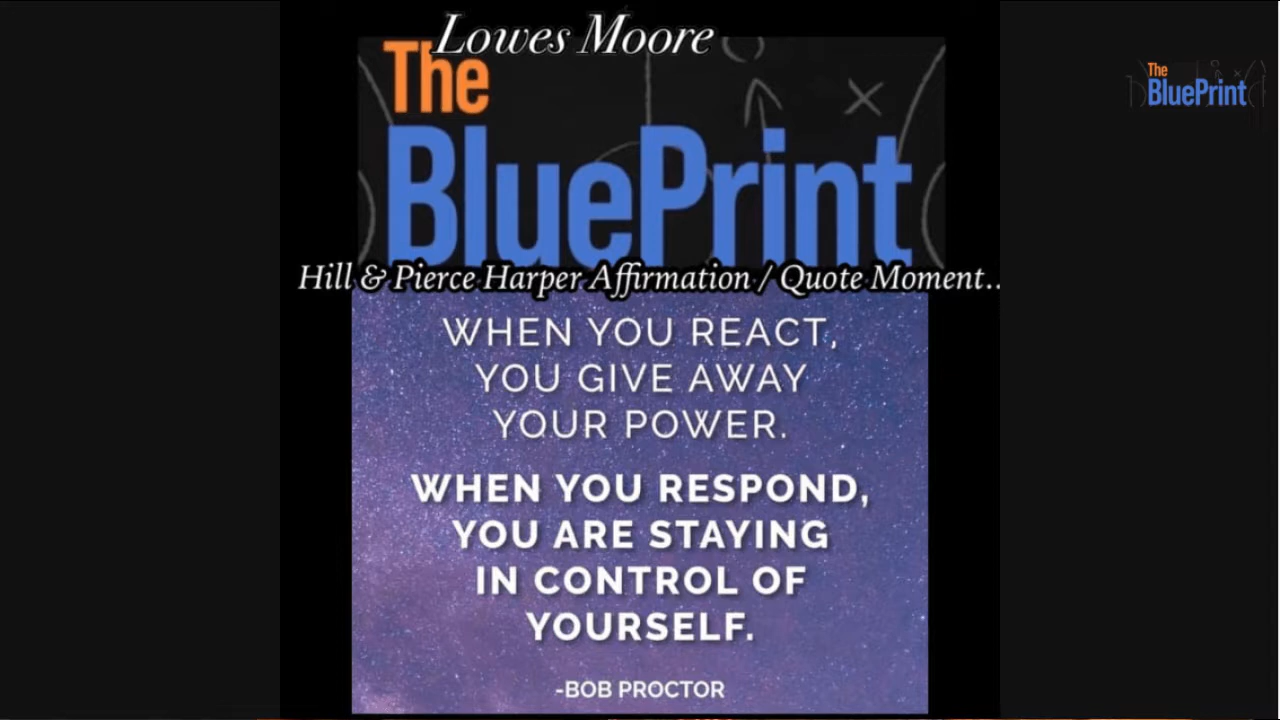 Lowes Moore
The
BluePrint
The
BluePrint
Hill & Pierce Harper Affirmation / Quote Moment..
WHEN YOU REACT,
YOU GIVE AWAY
YOUR POWER.
WHEN YOU RESPOND,
YOU ARE STAYING
IN CONTROL OF
YOURSELF.
-BOB PROCTOR